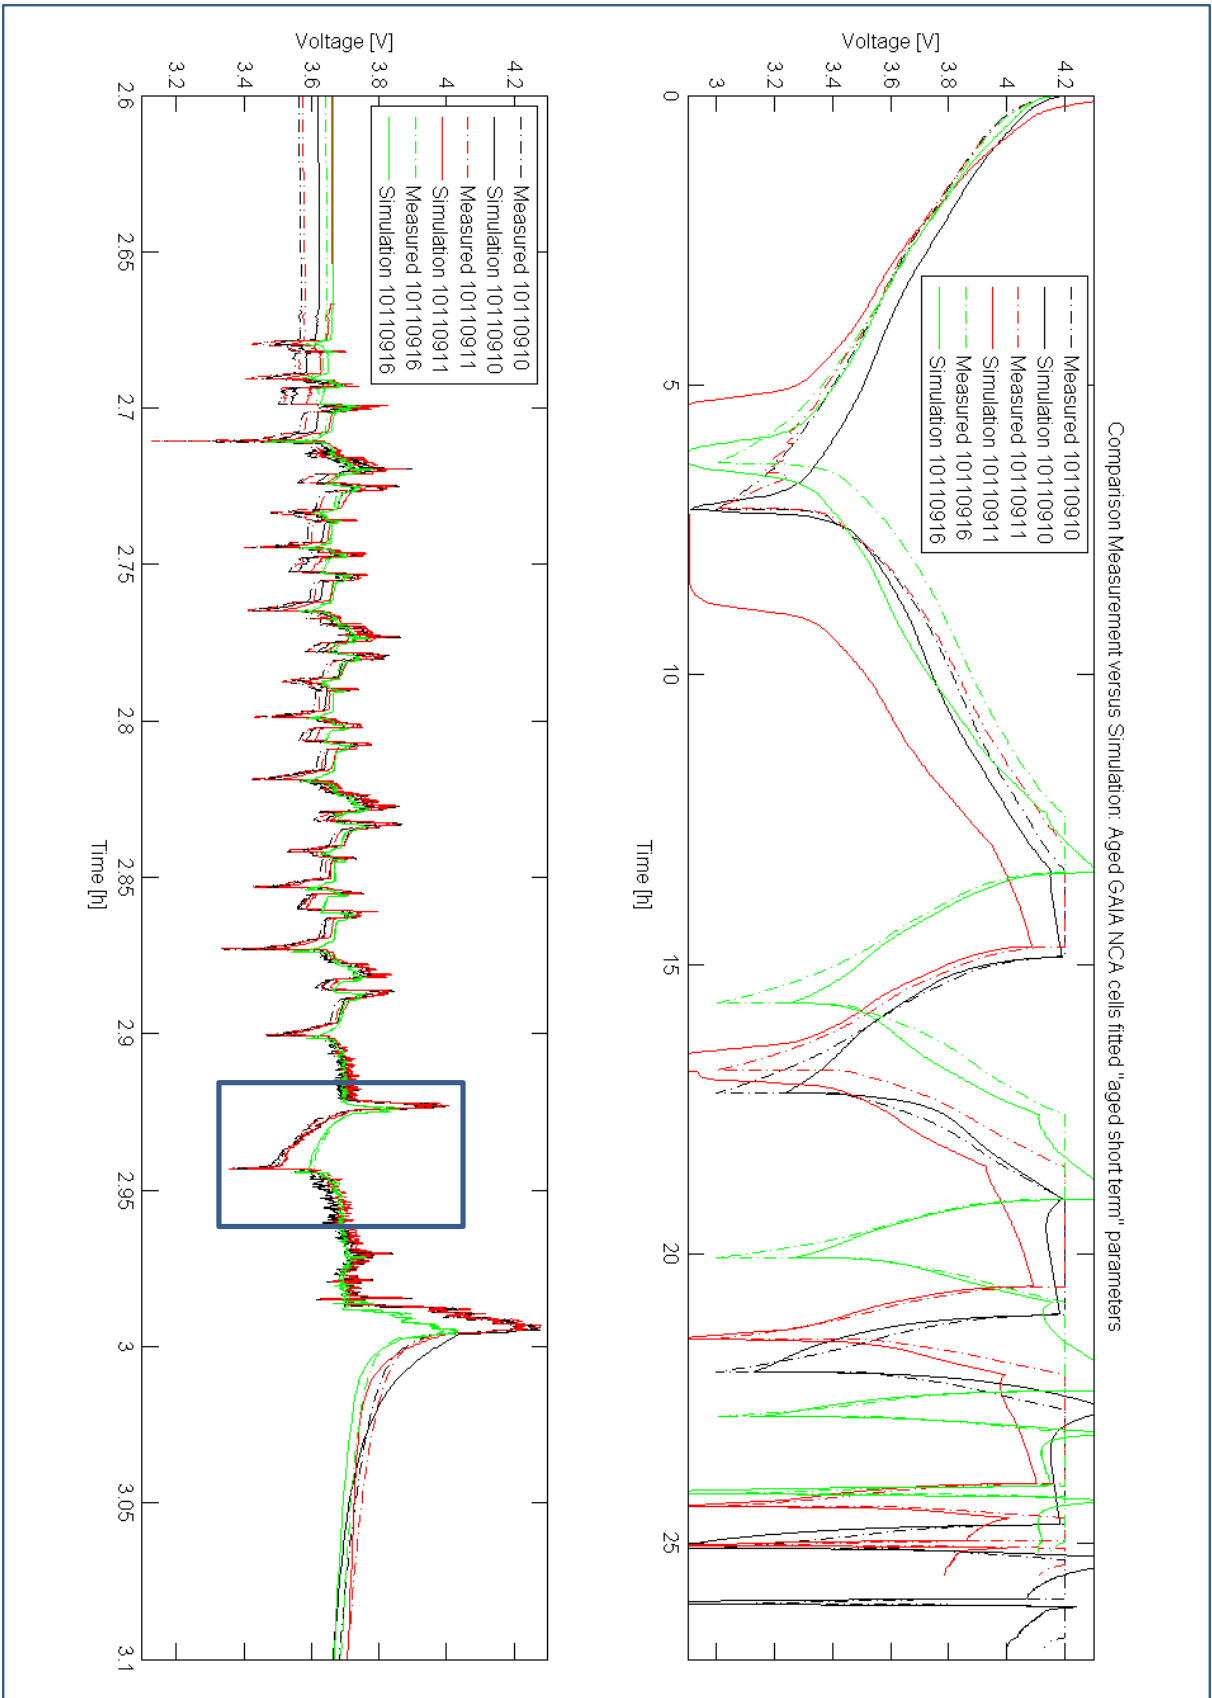 Comparison Measurement versus Simulation: Aged GAIA NCA cells fitted "aged short term" parameters
Voltage [V]
4.2
4
3.8
3.6
3.4
3.2
3
Measured 10110910
Simulation 10110910
Measured 10110911
Simulation 10110911
Measured 10110916
Simulation 10110916
0
5
10
15
20
25
Time [h]
Voltage [V]
4.2
4
3.8
3.6
3.4
3.2
Measured 10110910
Simulation 10110910
Measured 10110911
Simulation 10110911
Measured 10110916
Simulation 10110916
2.6
2.65
2.7
2.75
2.8
2.85
2.9
2.95
3
3.05
3.1
Time [h]